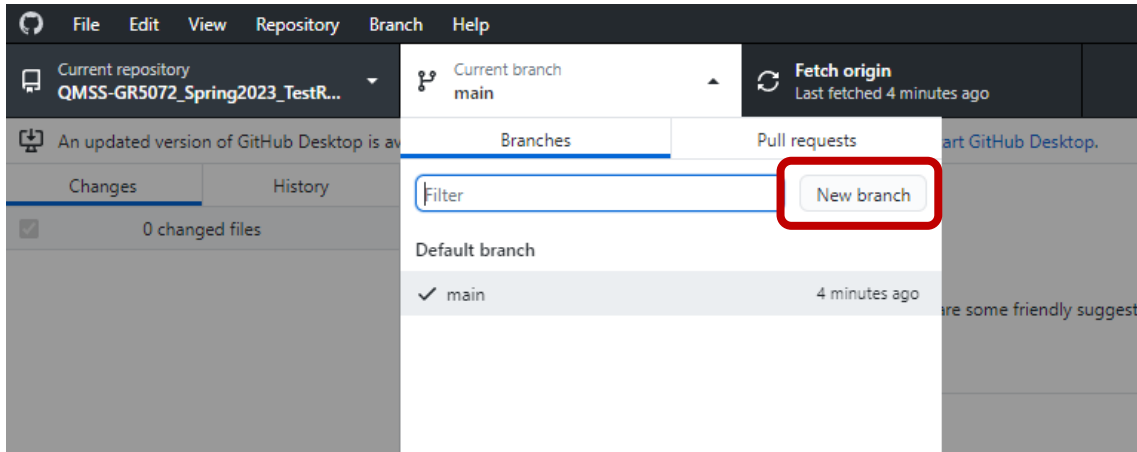 File Edit View Repository Branch Help
Current repository
QMSS-GR5072_Spring2023_TestR...
Current branch
main
Fetch origin
Last fetched 4 minutes ago
An updated version of GitHub Desktop is av
art GitHub Desktop.
Branches Pull requests
Changes History
Filter
New branch
0 changed files
Default branch
main 4 minutes ago
are some friendly suggest